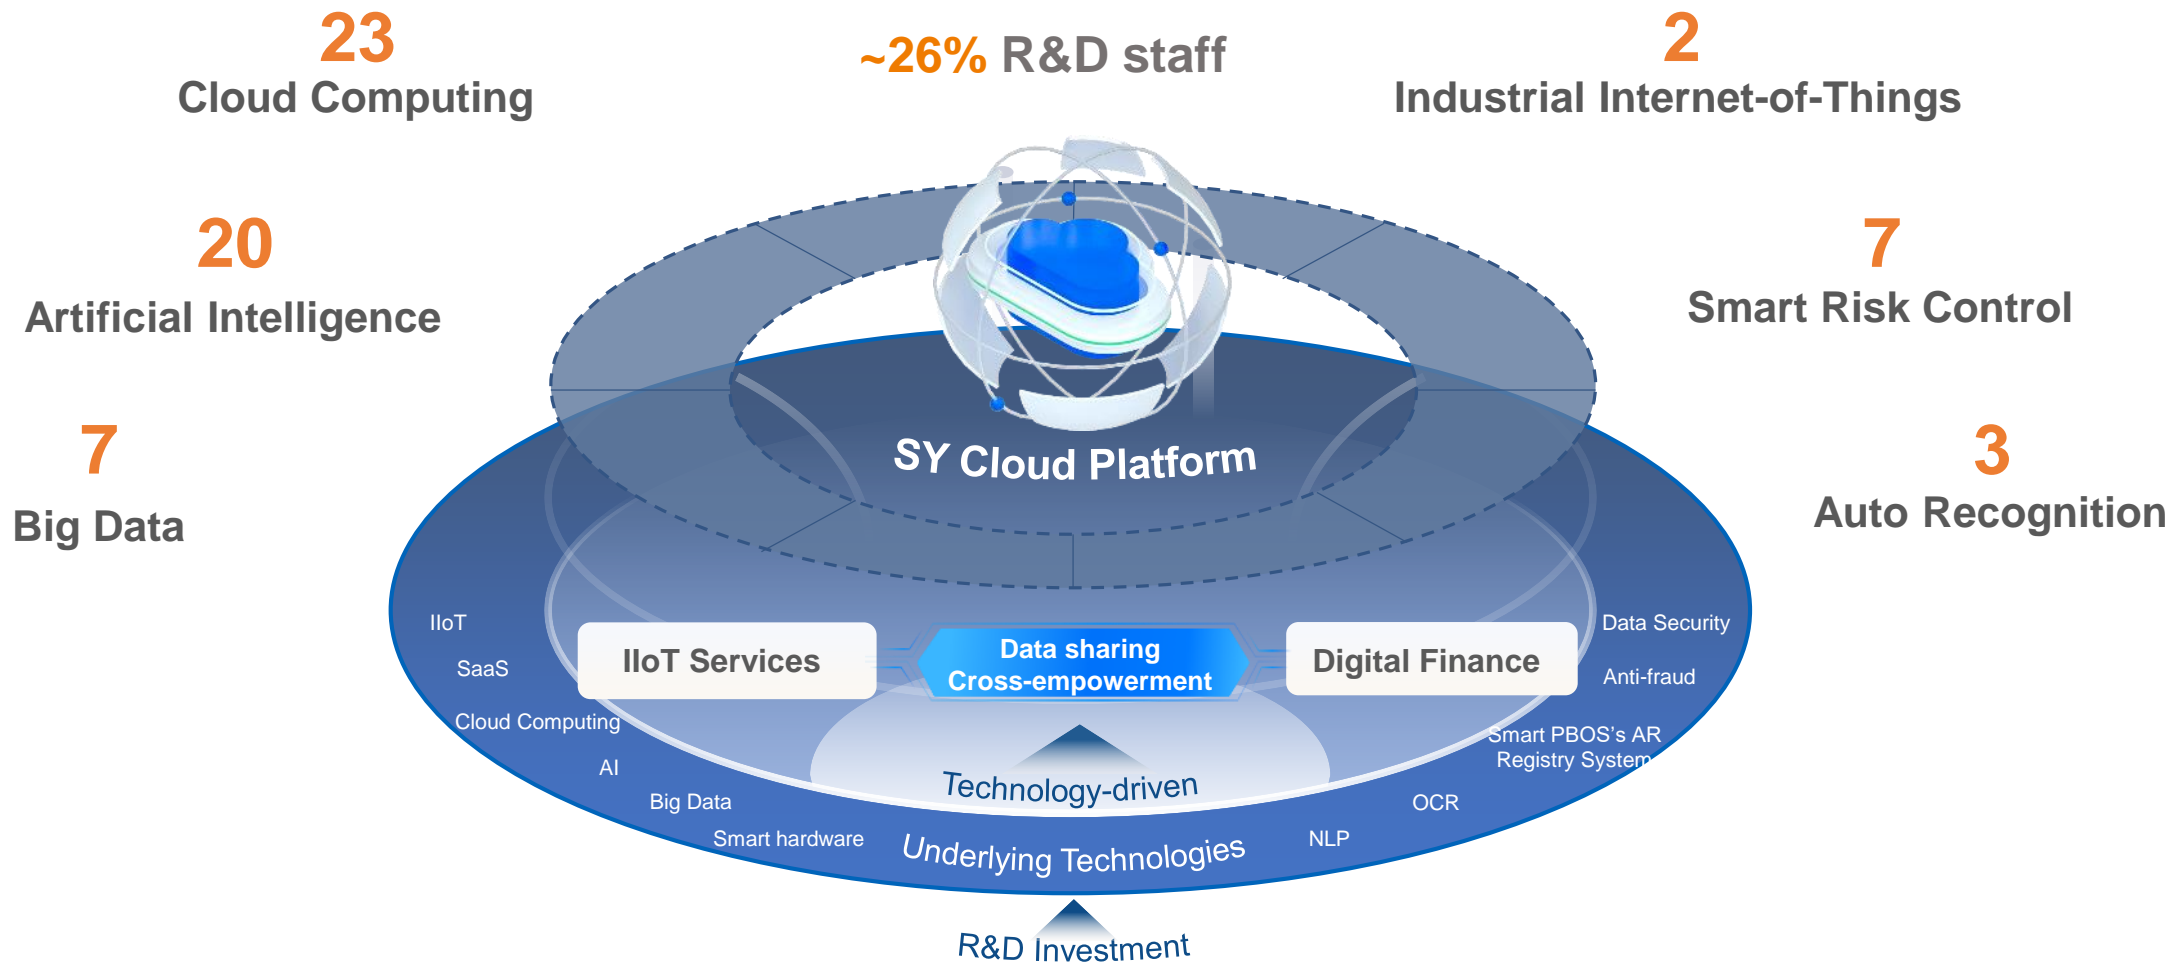 23
Cloud Computing
~26% R&D staff
2
Industrial Internet-of-Things
20
Artificial Intelligence
7
Smart Risk Control
7
Big Data
3
Auto Recognition
SY Cloud Platform
IIoT
SaaS
Cloud Computing
AI
Big Data
Smart hardware
IIoT Services
Data sharing
Cross-empowerment
Digital Finance
Data Security
Anti-fraud
Smart PBOS's AR
Registry System
OCR
NLP
Technology-driven
Underlying Technologies
R&D Investment